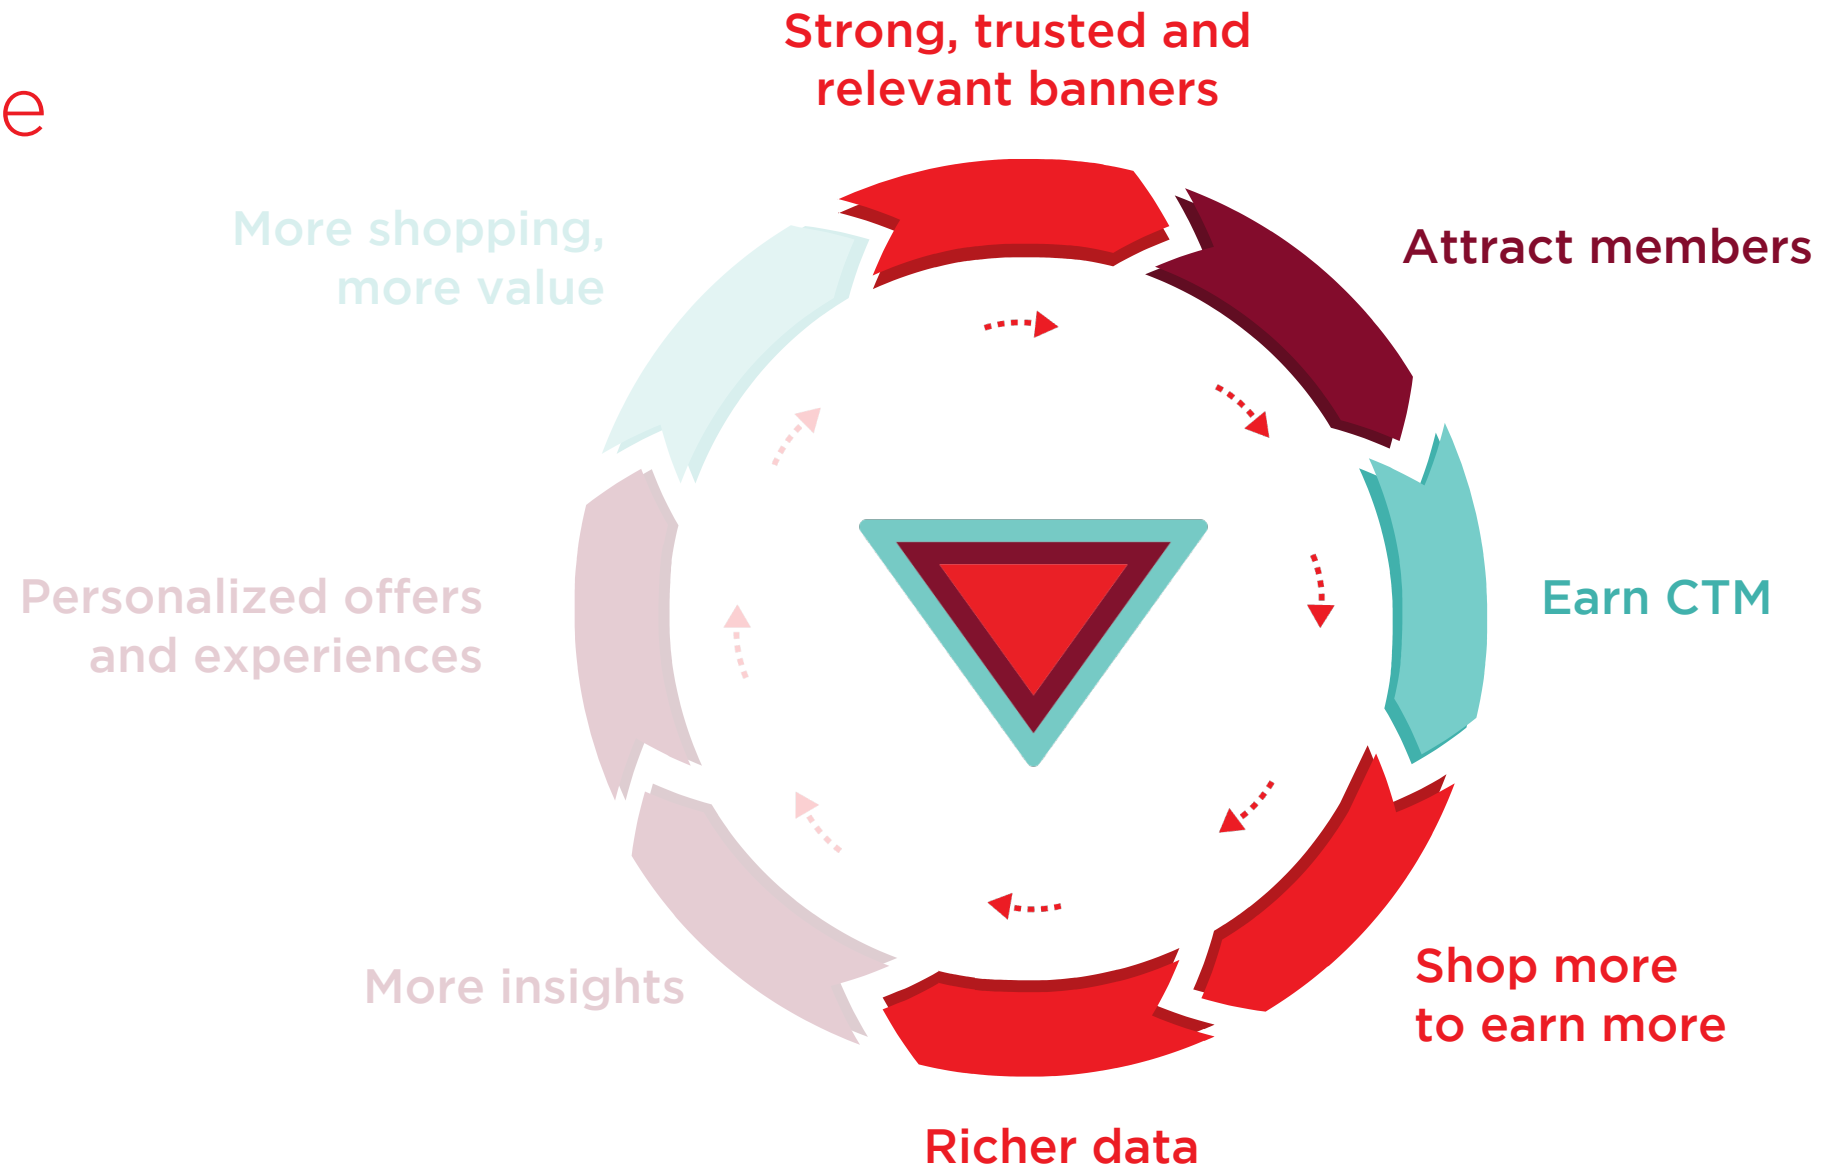 Strong, trusted and
relevant banners
e
Attract members
Earn CTM
Shop more
to earn more
Richer data
More insights
Personalized offers
and experiences
More shopping,
more value